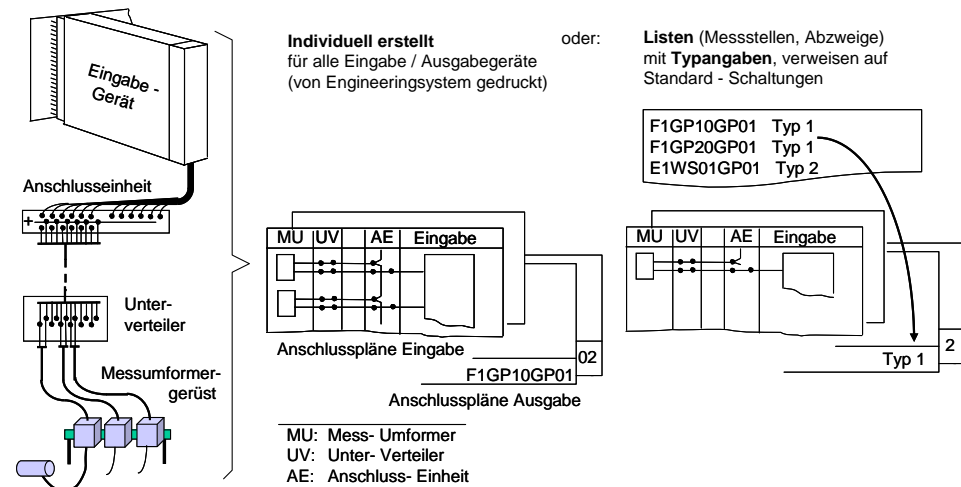 Eingabe -
Gerät
Anschlusseinheit
+
Unter-
verteiler
Messumformer-
gerüst
Individuell erstellt
für alle Eingabe / Ausgabegeräte
(von Engineeringsystem gedruckt)
MU UV AE Eingabe
Anschlusspläne Eingabe
02
F1GP10GP01
Anschlusspläne Ausgabe
MU: Mess- Umformer
UV: Unter- Verteiler
AE: Anschluss- Einheit
oder:
Listen (Messstellen, Abzweige)
mit Typangaben, verweisen auf
Standard - Schaltungen
F1GP10GP01 Typ 1
F1GP20GP01 Typ 1
E1WS01GP01 Typ 2
MU UV AE Eingabe
2
Typ 1